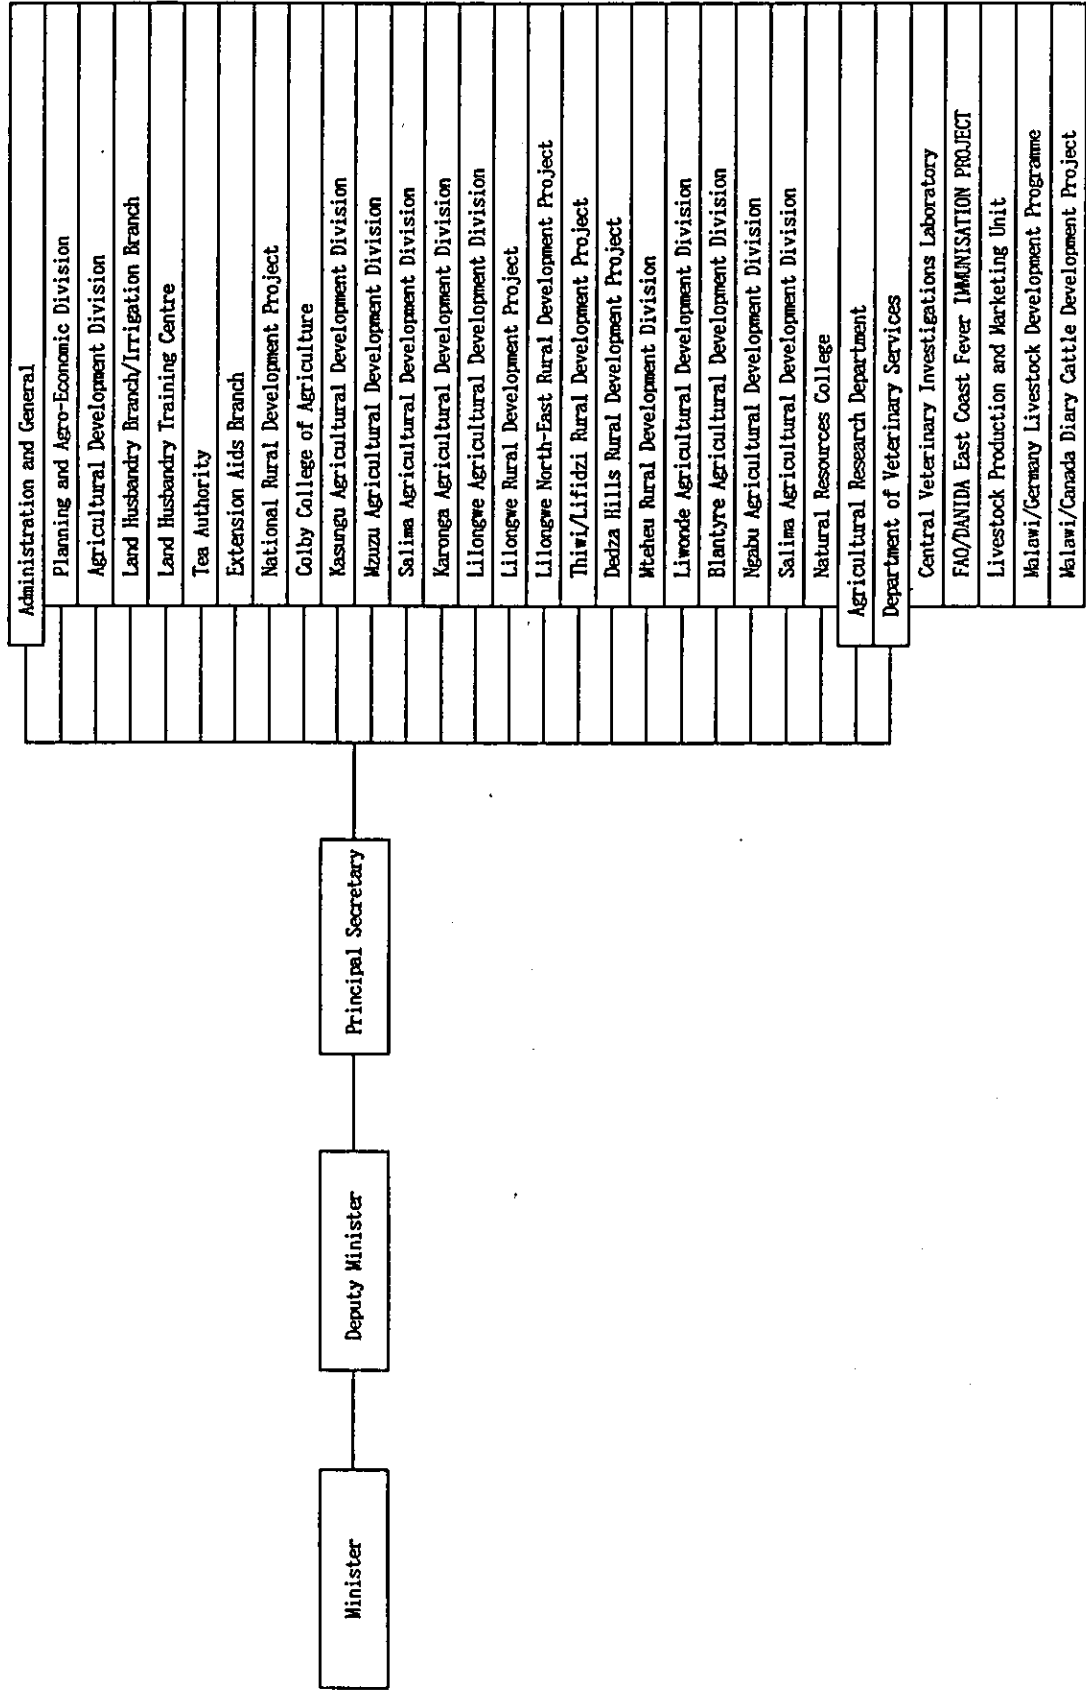 Minister
Deputy Minister
Principal Secretary
Administration and General
Planning and Agro-Economic Division
Agricultural Development Division
Land Husbandry Branch/Irrigation Branch
Land Husbandry Training Centre
Tea Authority
Extension Aids Branch
National Rural Development Project
Colby College of Agriculture
Kasungu Agricultural Development Division
Mzuzu Agricultural Development Division
Salima Agricultural Development Division
Karonga Agricultural Development Division
Lilongwe Agricultural Development Division
Lilongwe Rural Development Project
Lilongwe North-East Rural Development Project
Thiwi/Lifidzi Rural Development Project
Dedza Hills Rural Development Project
Mteheu Rural Development Division
Liwonde Agricultural Development Division
Blantyre Agricultural Development Division
Ngabu Agricultural Development Division
Salima Agricultural Development Division
Natural Resources College
Agricultural Research Department
Department of Veterinary Services
Central Veterinary Investigations Laboratory
FAO/DANIDA East Coast Fever IMMUNISATION PROJECT
Livestock Production and Marketing Unit
Malawi/Germany Livestock Development Programme
Malawi/Canada Diary Cattle Development Project